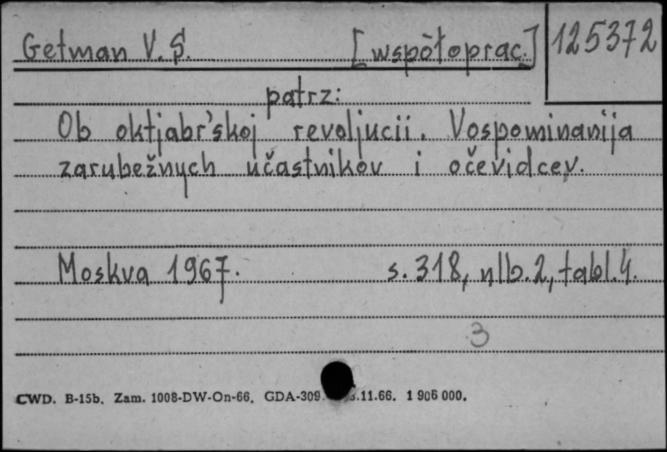 Getman V.S. [współoprac.] 125372
patrz:
Ob oktjabr'skoj revoljucii. Vospominanija
zarubežnych učastnikov i očevidcev.
Moskva 1967. s. 318, nlb. 2, tabl. 4.
3
CWD. B-15b. Zam. 1008-DW-On-66. GDA-309. .11.66. 1 906 000.